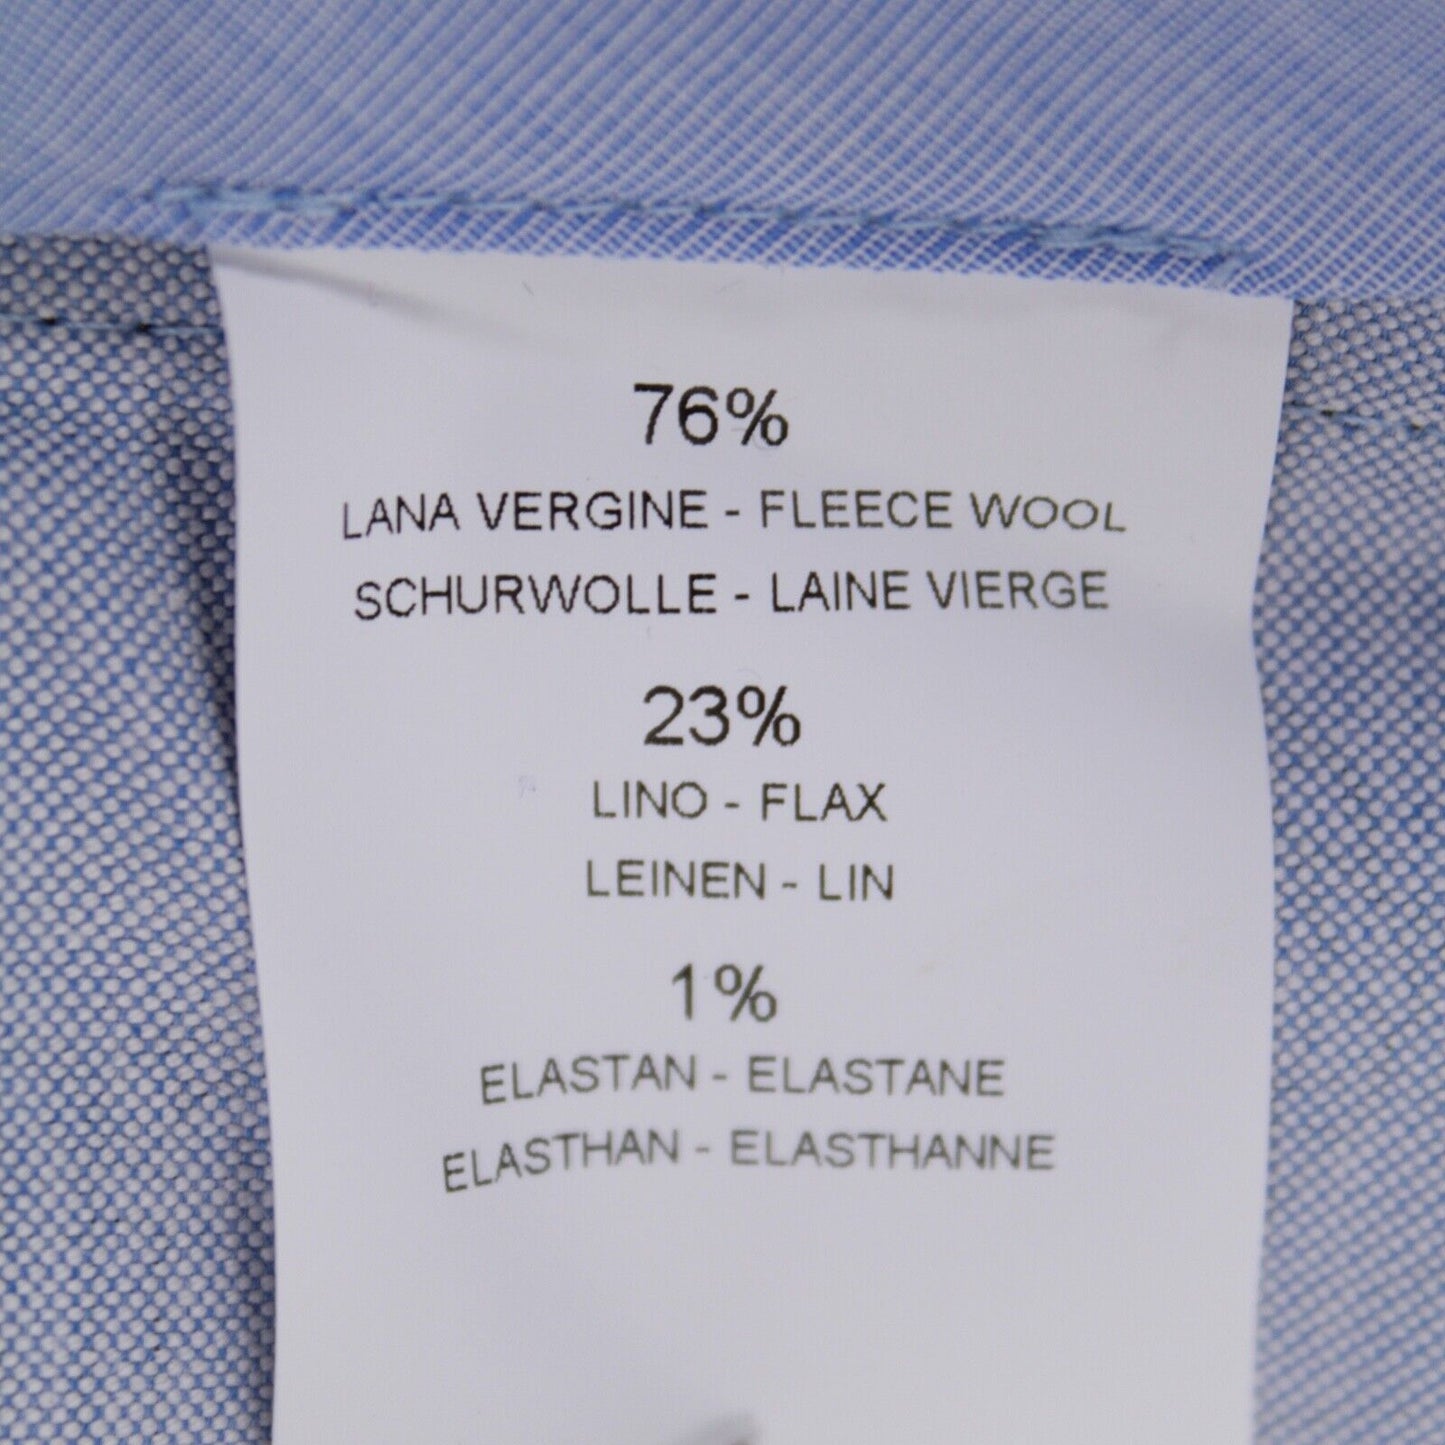 76%
LANA VERGINE - FLEECE WOOL
SCHURWOLLE - LAINE VIERGE
23%
LINO - FLAX
LEINEN - LIN
1%
ELASTAN - ELASTANE
ELASTHAN - ELASTHANNE